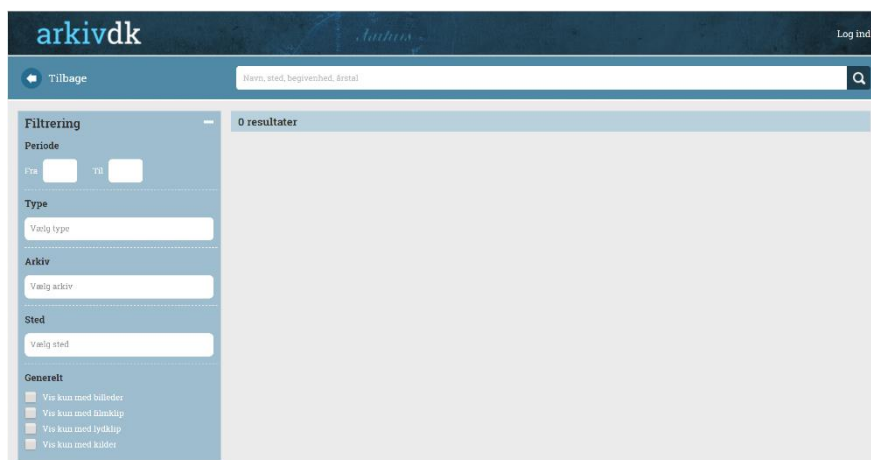 arkivdk
Log ind
Tilbage
Navn, sted, begivenhed, årstal
Filtrering
0 resultater
Periode
Fra
Til
Type
Vælg type
Arkiv
Vælg arkiv
Sted
Vælg sted
Generelt
Vis kun med billeder
Vis kun med filmklip
Vis kun med lydklip
Vis kun med kilder